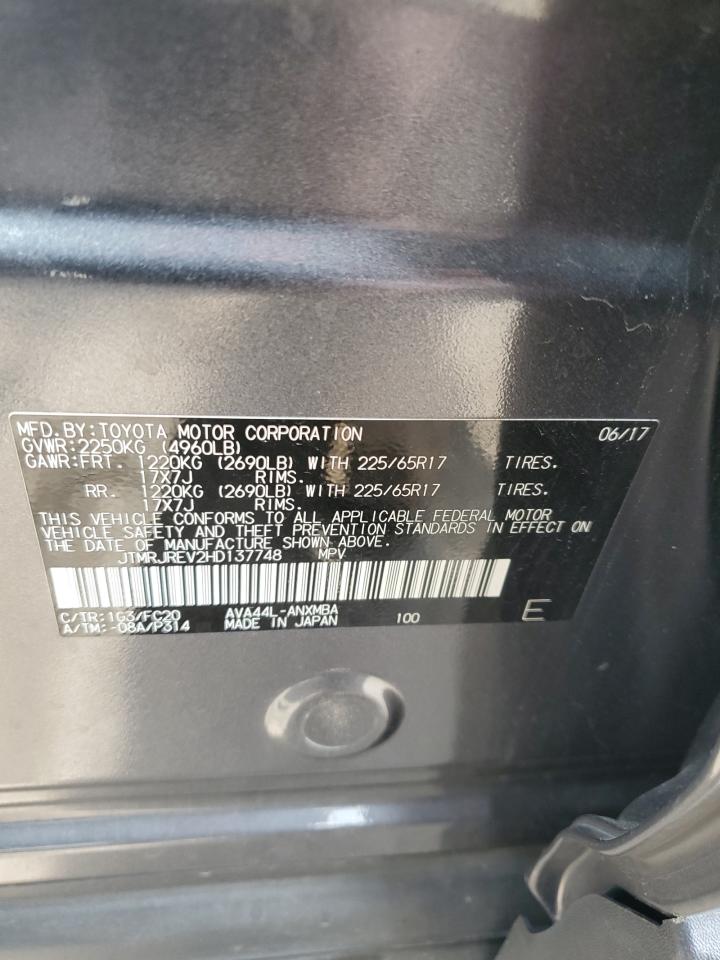 MFD.BY:TOYOTA MOTOR CORPORATION 06/17
GVWR:2250KG (4960LB)
GAWR:FRT. 1220KG (2690LB) WITH 225/65R17 TIRES.
17X7J RIMS.
RR. 1220KG (2690LB) WITH 225/65R17 TIRES.
17X7J RIMS.
THIS VEHICLE CONFORMS TO ALL APPLICABLE FEDERAL MOTOR
VEHICLE SAFETY AND THEFT PREVENTION STANDARDS IN EFFECT ON
THE DATE OF MANUFACTURE SHOWN ABOVE.
JTMRJREV2HD137748 MPV
C/TR:1G3/FC20 AVA44L-ANXMBA
A/TM:-08A/P314 MADE IN JAPAN 100 E